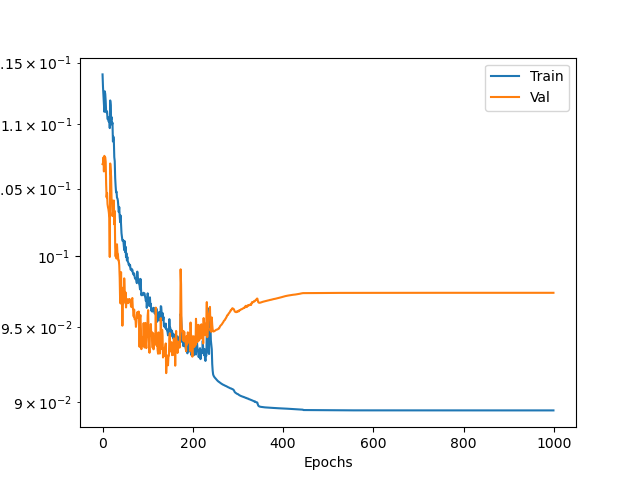 Train
Val
.15 × 10⁻¹
1.1 × 10⁻¹
.05 × 10⁻¹
10⁻¹
9.5 × 10⁻²
9 × 10⁻²
0 200 400 600 800 1000
Epochs